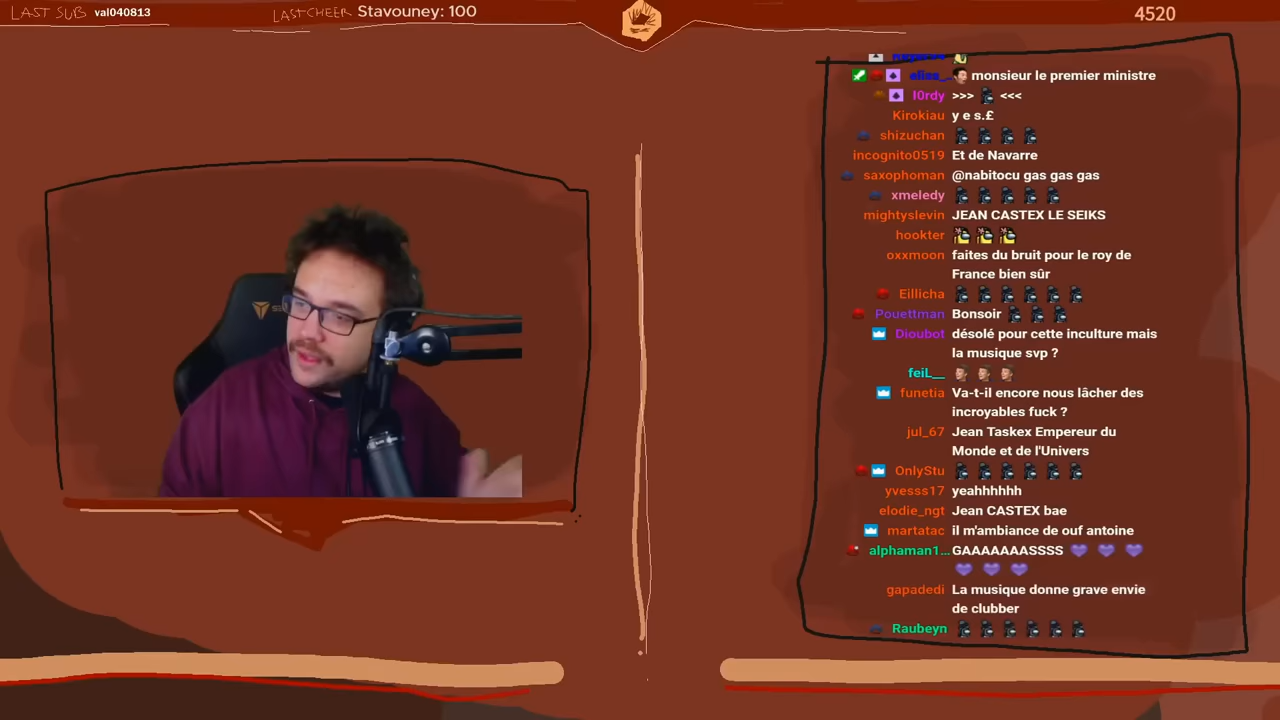 LAST SUB val040813
LAST CHEER Stavouney: 100
4520
monsieur le premier ministre
l0rdy >>> <<<
Kirokiau y e s.£
shizuchan
incognito0519 Et de Navarre
saxophoman @nabitocu gas gas gas
xmeledy
mightyslevin JEAN CASTEX LE SEIKS
hookter
oxxmoon faites du bruit pour le roy de
France bien sûr
Eillicha
Pouettman Bonsoir
Dioubot désolé pour cette inculture mais
la musique svp ?
feiL__
funetia Va-t-il encore nous lâcher des
incroyables fuck ?
jul_67 Jean Taskex Empereur du
Monde et de l'Univers
OnlyStu
yvesss17 yeahhhhhh
elodie_ngt Jean CASTEX bae
martatac il m'ambiance de ouf antoine
alphaman1... GAAAAAAASSSS
gapadedi La musique donne grave envie
de clubber
Raubeyn